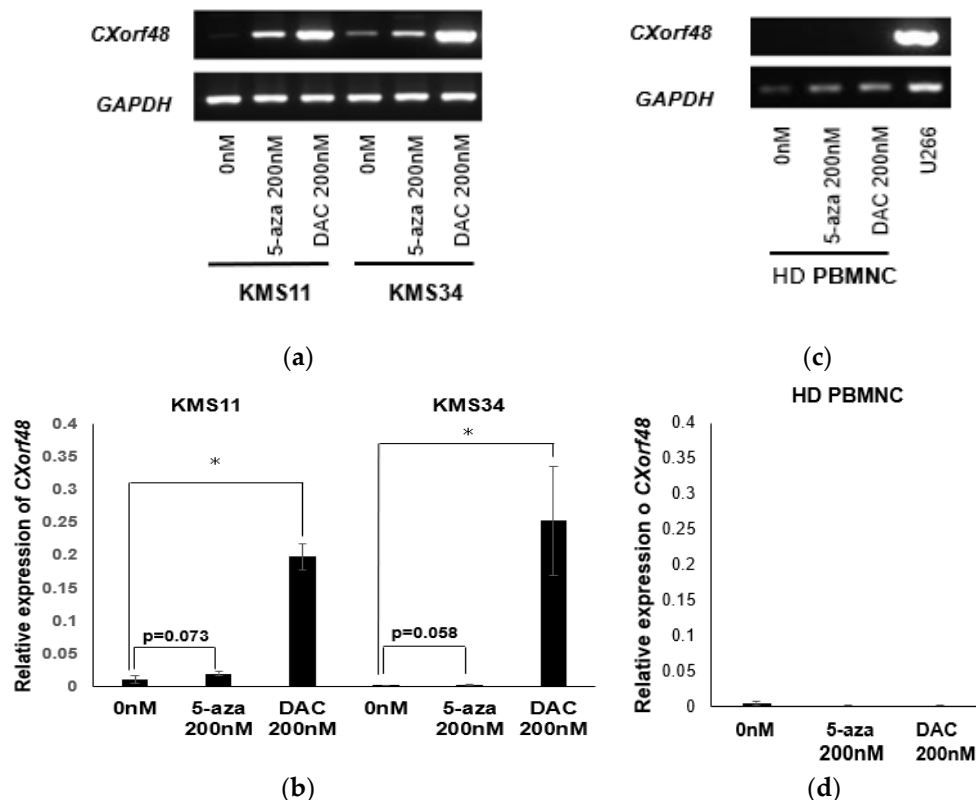 CXorf48
GAPDH
0nM
5-aza 200nM
DAC 200nM
0nM
5-aza 200nM
DAC 200nM
KMS11
KMS34
(a)
CXorf48
GAPDH
0nM
5-aza 200nM
DAC 200nM
U266
HD PBMNC
(c)
KMS11
KMS34
Relative expression of CXorf48
0.4
0.35
0.3
0.25
0.2
0.15
0.1
0.05
0
*
*
p=0.073
p=0.058
0nM
5-aza
200nM
DAC
200nM
0nM
5-aza
200nM
DAC
200nM
(b)
HD PBMNC
Relative expression o CXorf48
0.4
0.35
0.3
0.25
0.2
0.15
0.1
0.05
0
0nM
5-aza
200nM
DAC
200nM
(d)